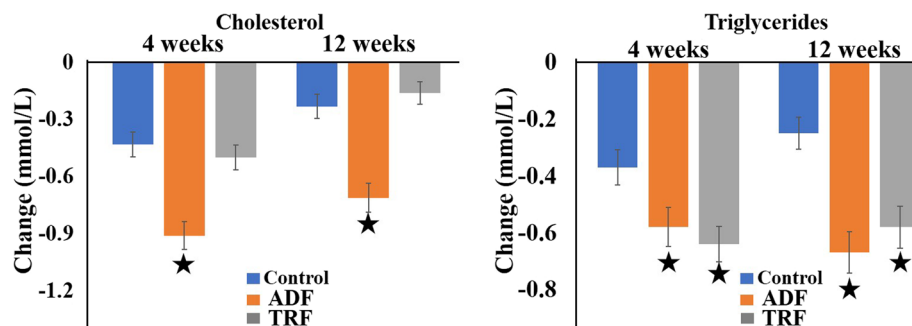 Cholesterol
4 weeks 12 weeks
-0
-0.3
-0.6
-0.9
-1.2
Change (mmol/L)
Control
ADF
TRF
Triglycerides
4 weeks 12 weeks
0
-0.2
-0.4
-0.6
-0.8
Change (mmol/L)
Control
ADF
TRF